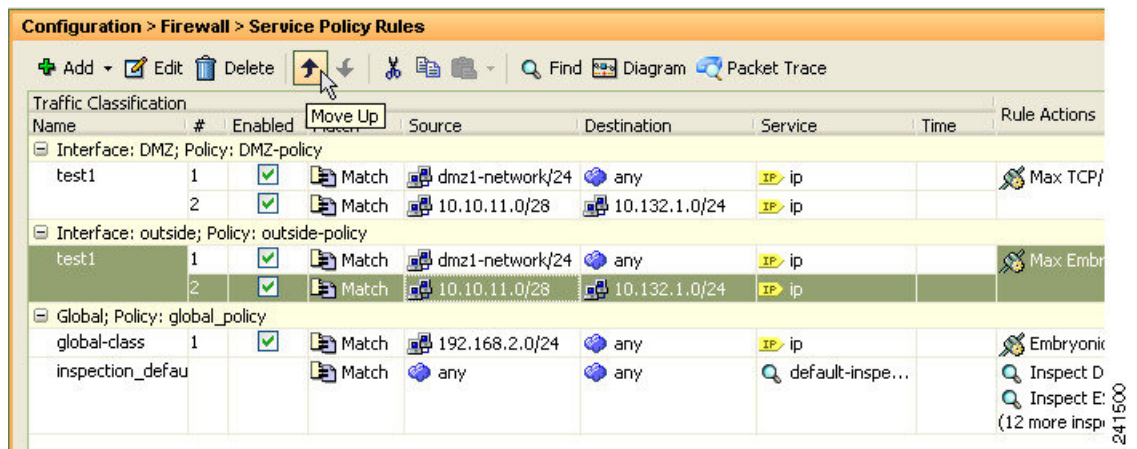 Configuration > Firewall > Service Policy Rules
Add Edit Delete Find Diagram Packet Trace
Move Up
Traffic Classification
Name # Enabled Source Destination Service Time Rule Actions
Interface: DMZ; Policy: DMZ-policy
test1 1 Match dmz1-network/24 any IP ip Max TCP/
2 Match 10.10.11.0/28 10.132.1.0/24 IP ip
Interface: outside; Policy: outside-policy
test1 1 Match dmz1-network/24 any IP ip Max Embr
2 Match 10.10.11.0/28 10.132.1.0/24 IP ip
Global; Policy: global_policy
global-class 1 Match 192.168.2.0/24 any IP ip Embryonic
inspection_defau Match any any default-inspe... Inspect D
Inspect E
(12 more insp
241500